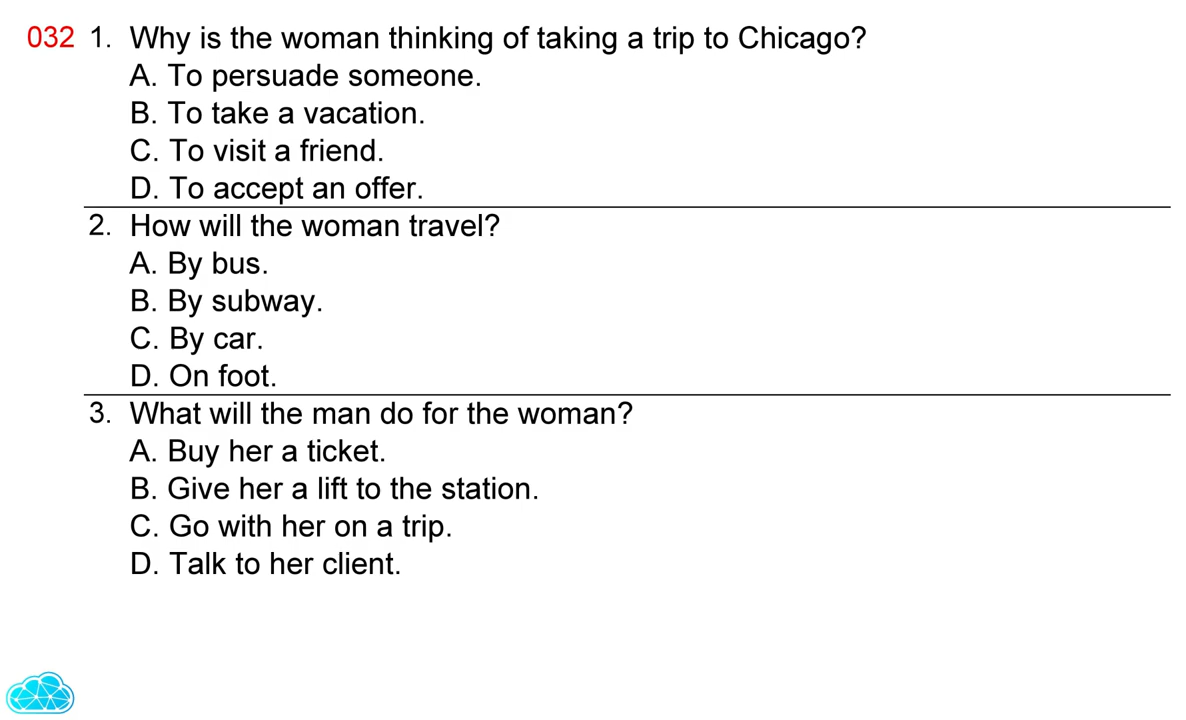 032 1. Why is the woman thinking of taking a trip to Chicago?
A. To persuade someone.
B. To take a vacation.
C. To visit a friend.
D. To accept an offer.
2. How will the woman travel?
A. By bus.
B. By subway.
C. By car.
D. On foot.
3. What will the man do for the woman?
A. Buy her a ticket.
B. Give her a lift to the station.
C. Go with her on a trip.
D. Talk to her client.